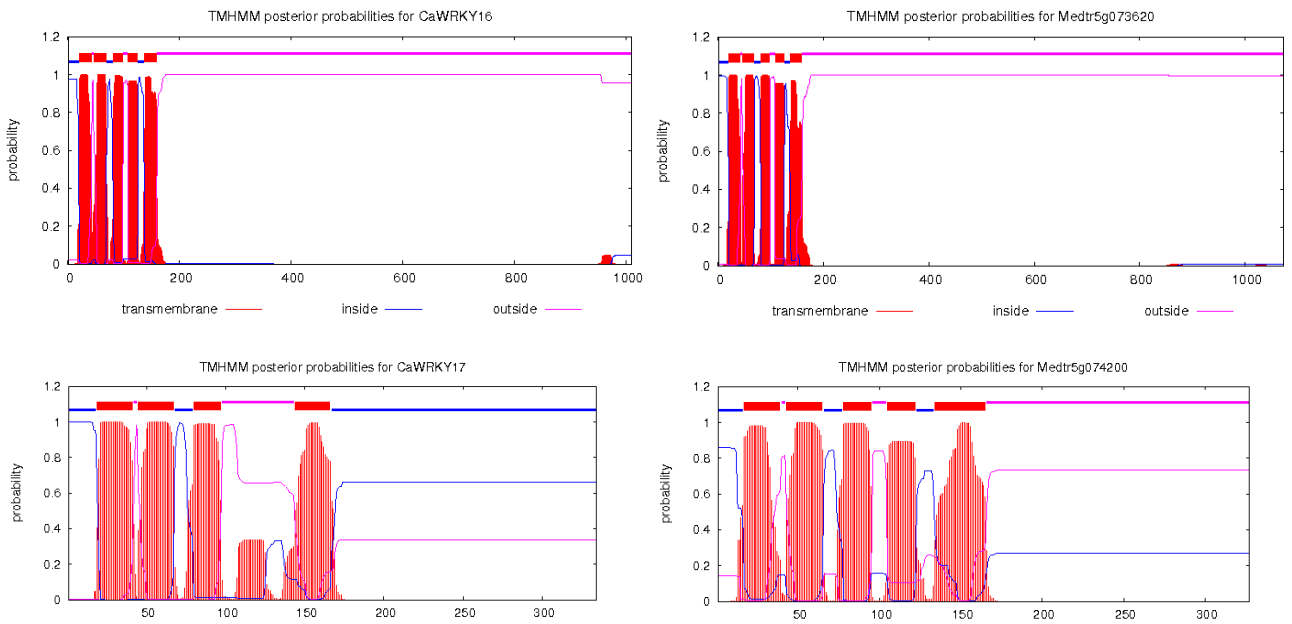 TMHMM posterior probabilities for CaWRKY16
1.2
1
0.8
0.6
0.4
0.2
0
probability
0 200 400 600 800 1000
transmembrane inside outside
TMHMM posterior probabilities for Medtr5g073620
1.2
1
0.8
0.6
0.4
0.2
0
probability
0 200 400 600 800 1000
transmembrane inside outside
TMHMM posterior probabilities for CaWRKY17
1.2
1
0.8
0.6
0.4
0.2
0
probability
50 100 150 200 250 300
TMHMM posterior probabilities for Medtr5g074200
1.2
1
0.8
0.6
0.4
0.2
0
probability
50 100 150 200 250 300